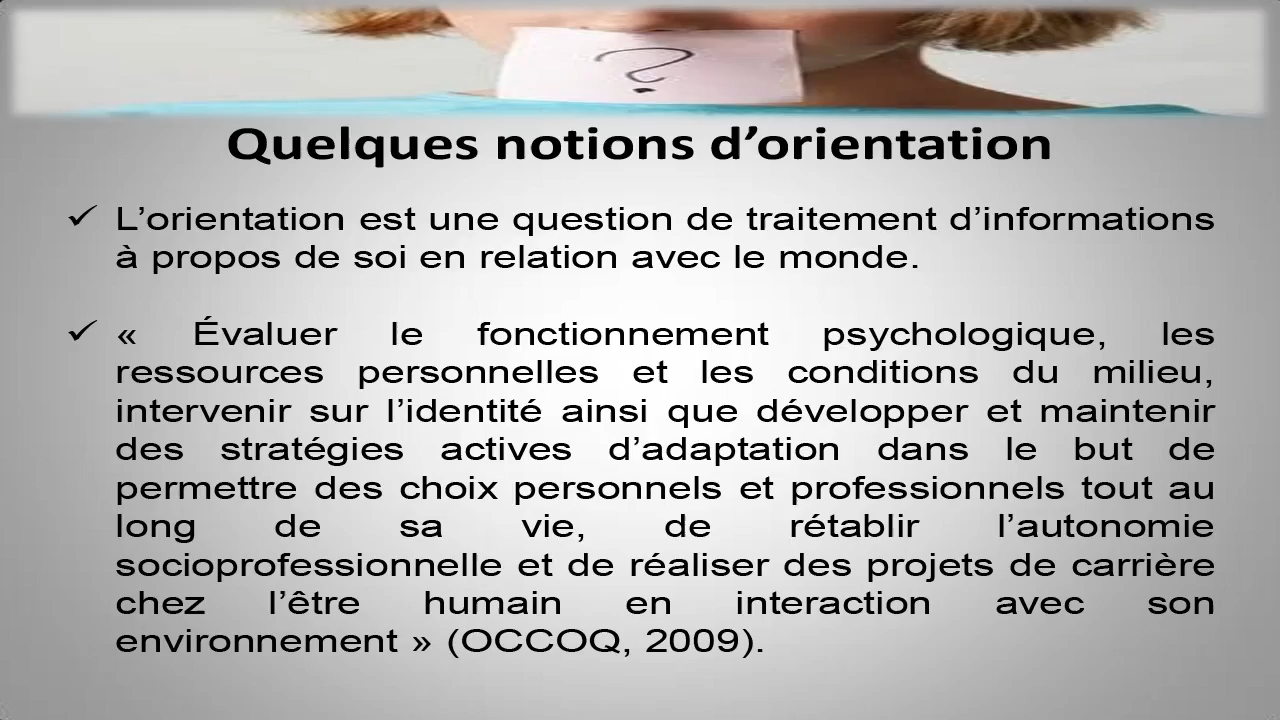 ?
Quelques notions d’orientation
✓ L’orientation est une question de traitement d’informations
à propos de soi en relation avec le monde.
✓ « Évaluer le fonctionnement psychologique, les
ressources personnelles et les conditions du milieu,
intervenir sur l’identité ainsi que développer et maintenir
des stratégies actives d’adaptation dans le but de
permettre des choix personnels et professionnels tout au
long de sa vie, de rétablir l’autonomie
socioprofessionnelle et de réaliser des projets de carrière
chez l’être humain en interaction avec son
environnement » (OCCOQ, 2009).